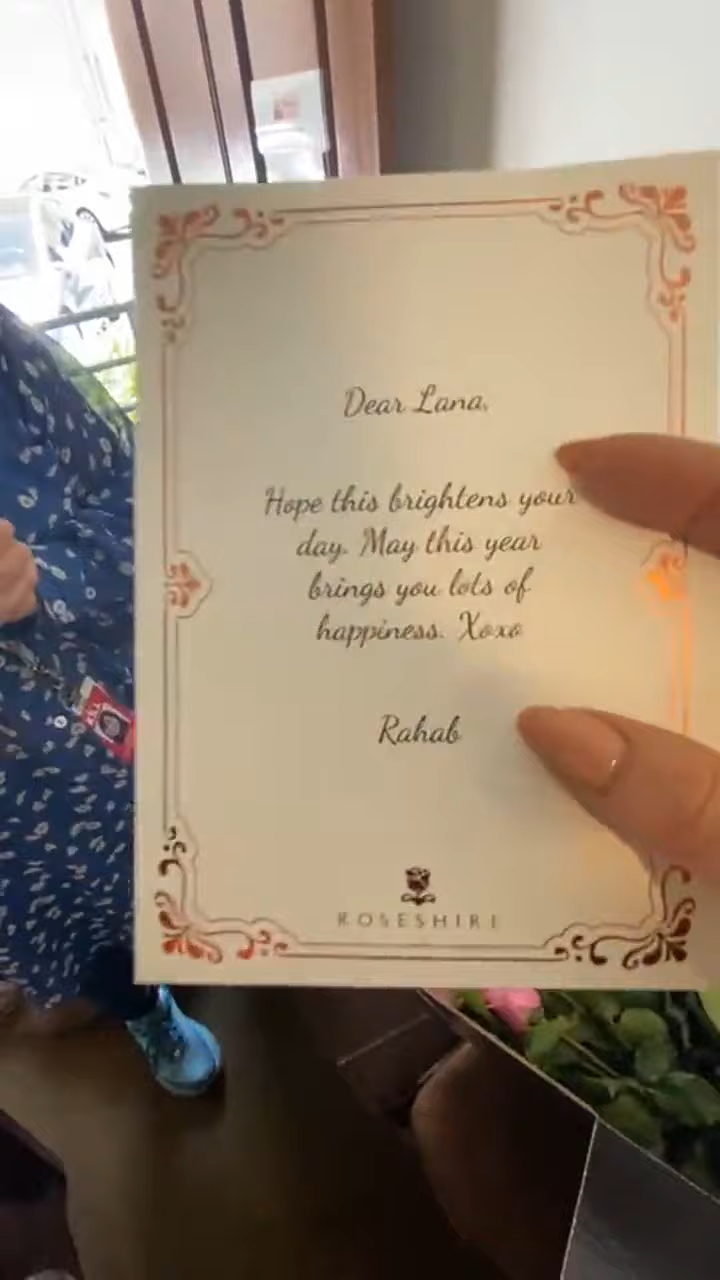 Dear Lana,
Hope this brightens your
day. May this year
brings you lots of
happiness. Xoxo
Rahab
ROSESHIRE